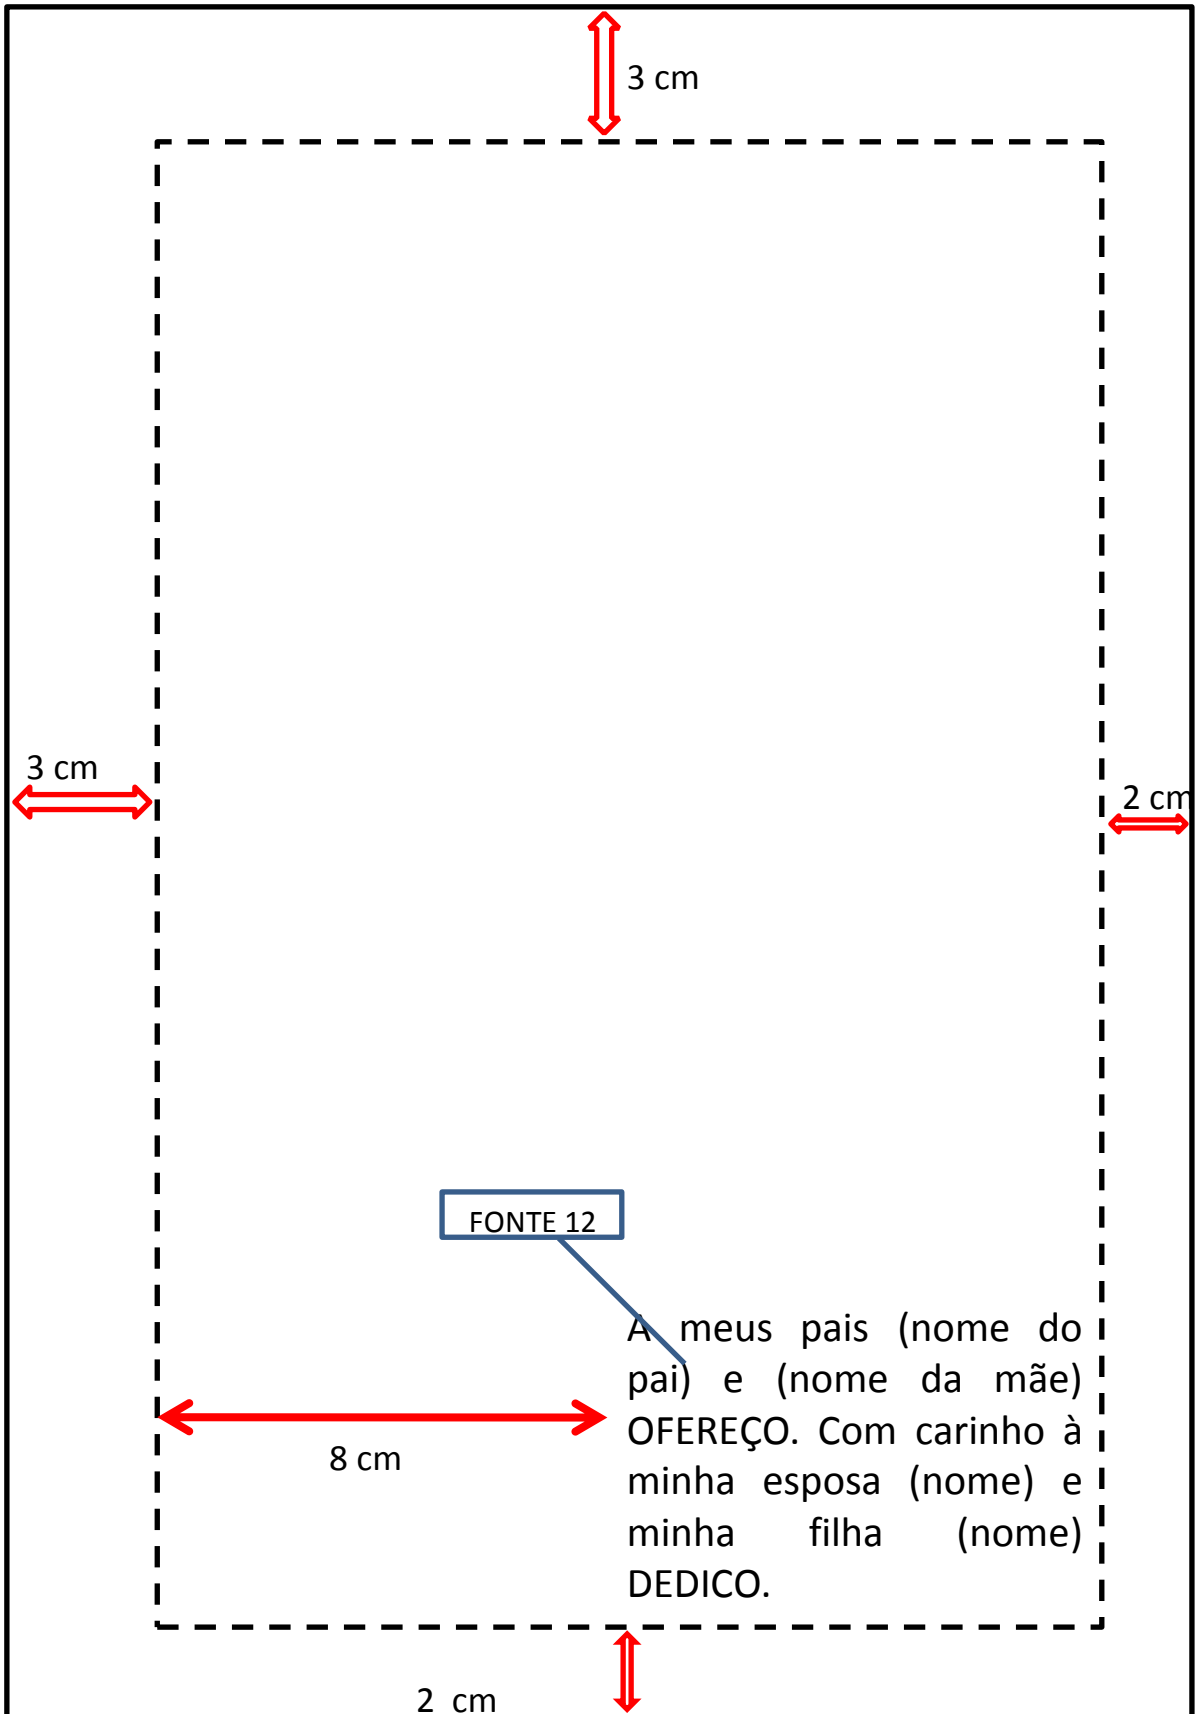 3 cm
3 cm
2 cm
FONTE 12
A meus pais (nome do
pai) e (nome da mãe)
OFEREÇO. Com carinho à
minha esposa (nome) e
minha filha (nome)
DEDICO.
8 cm
2 cm